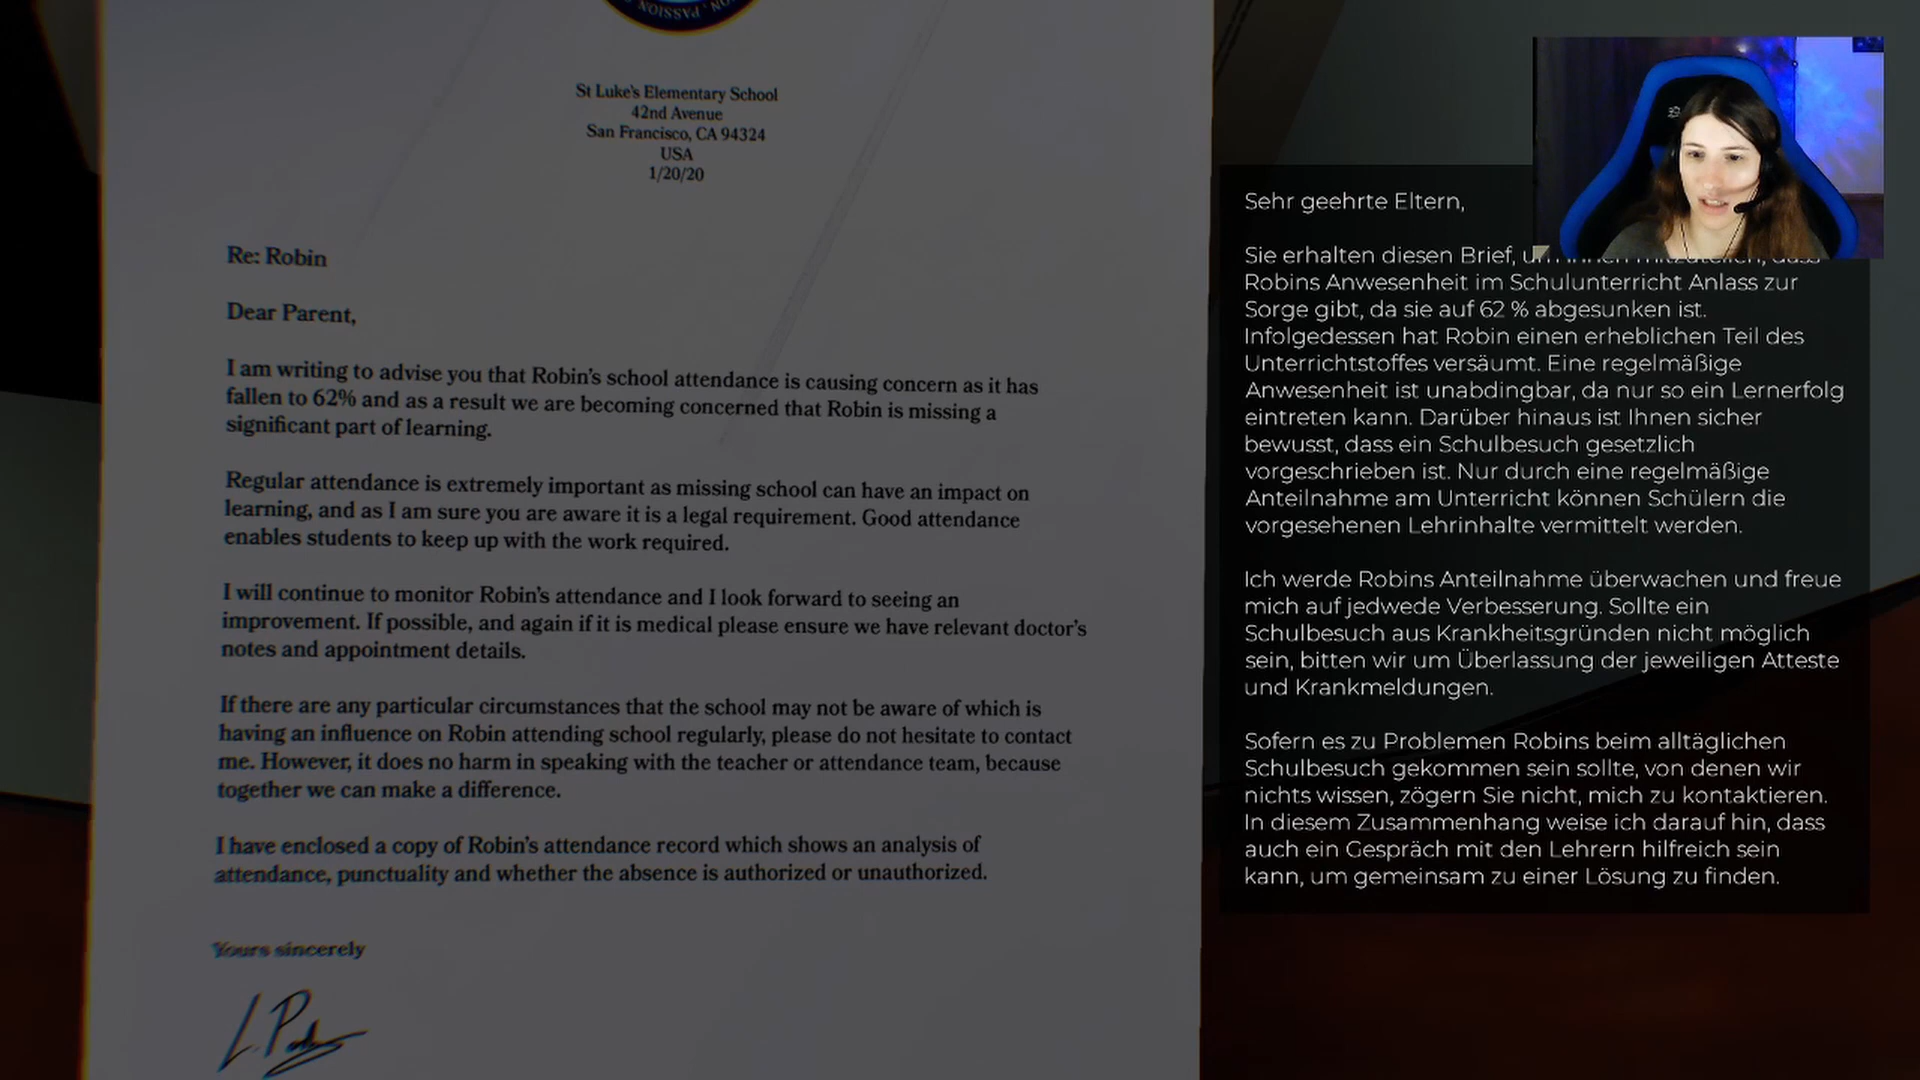 PASSION
St Luke's Elementary School
42nd Avenue
San Francisco, CA 94324
USA
1/20/20
Re: Robin
Dear Parent,
I am writing to advise you that Robin's school attendance is causing concern as it has
fallen to 62% and as a result we are becoming concerned that Robin is missing a
significant part of learning.
Regular attendance is extremely important as missing school can have an impact on
learning, and as I am sure you are aware it is a legal requirement. Good attendance
enables students to keep up with the work required.
I will continue to monitor Robin's attendance and I look forward to seeing an
improvement. If possible, and again if it is medical please ensure we have relevant doctor's
notes and appointment details.
If there are any particular circumstances that the school may not be aware of which is
having an influence on Robin attending school regularly, please do not hesitate to contact
me. However, it does no harm in speaking with the teacher or attendance team, because
together we can make a difference.
I have enclosed a copy of Robin's attendance record which shows an analysis of
attendance, punctuality and whether the absence is authorized or unauthorized.
Yours sincerely
Sehr geehrte Eltern,
Sie erhalten diesen Brief, dass
Robins Anwesenheit im Schulunterricht Anlass zur
Sorge gibt, da sie auf 62 % abgesunken ist.
Infolgedessen hat Robin einen erheblichen Teil des
Unterrichtstoffes versäumt. Eine regelmäßige
Anwesenheit ist unabdingbar, da nur so ein Lernerfolg
eintreten kann. Darüber hinaus ist Ihnen sicher
bewusst, dass ein Schulbesuch gesetzlich
vorgeschrieben ist. Nur durch eine regelmäßige
Anteilnahme am Unterricht können Schülern die
vorgesehenen Lehrinhalte vermittelt werden.
Ich werde Robins Anteilnahme überwachen und freue
mich auf jedwede Verbesserung. Sollte ein
Schulbesuch aus Krankheitsgründen nicht möglich
sein, bitten wir um Überlassung der jeweiligen Atteste
und Krankmeldungen.
Sofern es zu Problemen Robins beim alltäglichen
Schulbesuch gekommen sein sollte, von denen wir
nichts wissen, zögern Sie nicht, mich zu kontaktieren.
In diesem Zusammenhang weise ich darauf hin, dass
auch ein Gespräch mit den Lehrern hilfreich sein
kann, um gemeinsam zu einer Lösung zu finden.